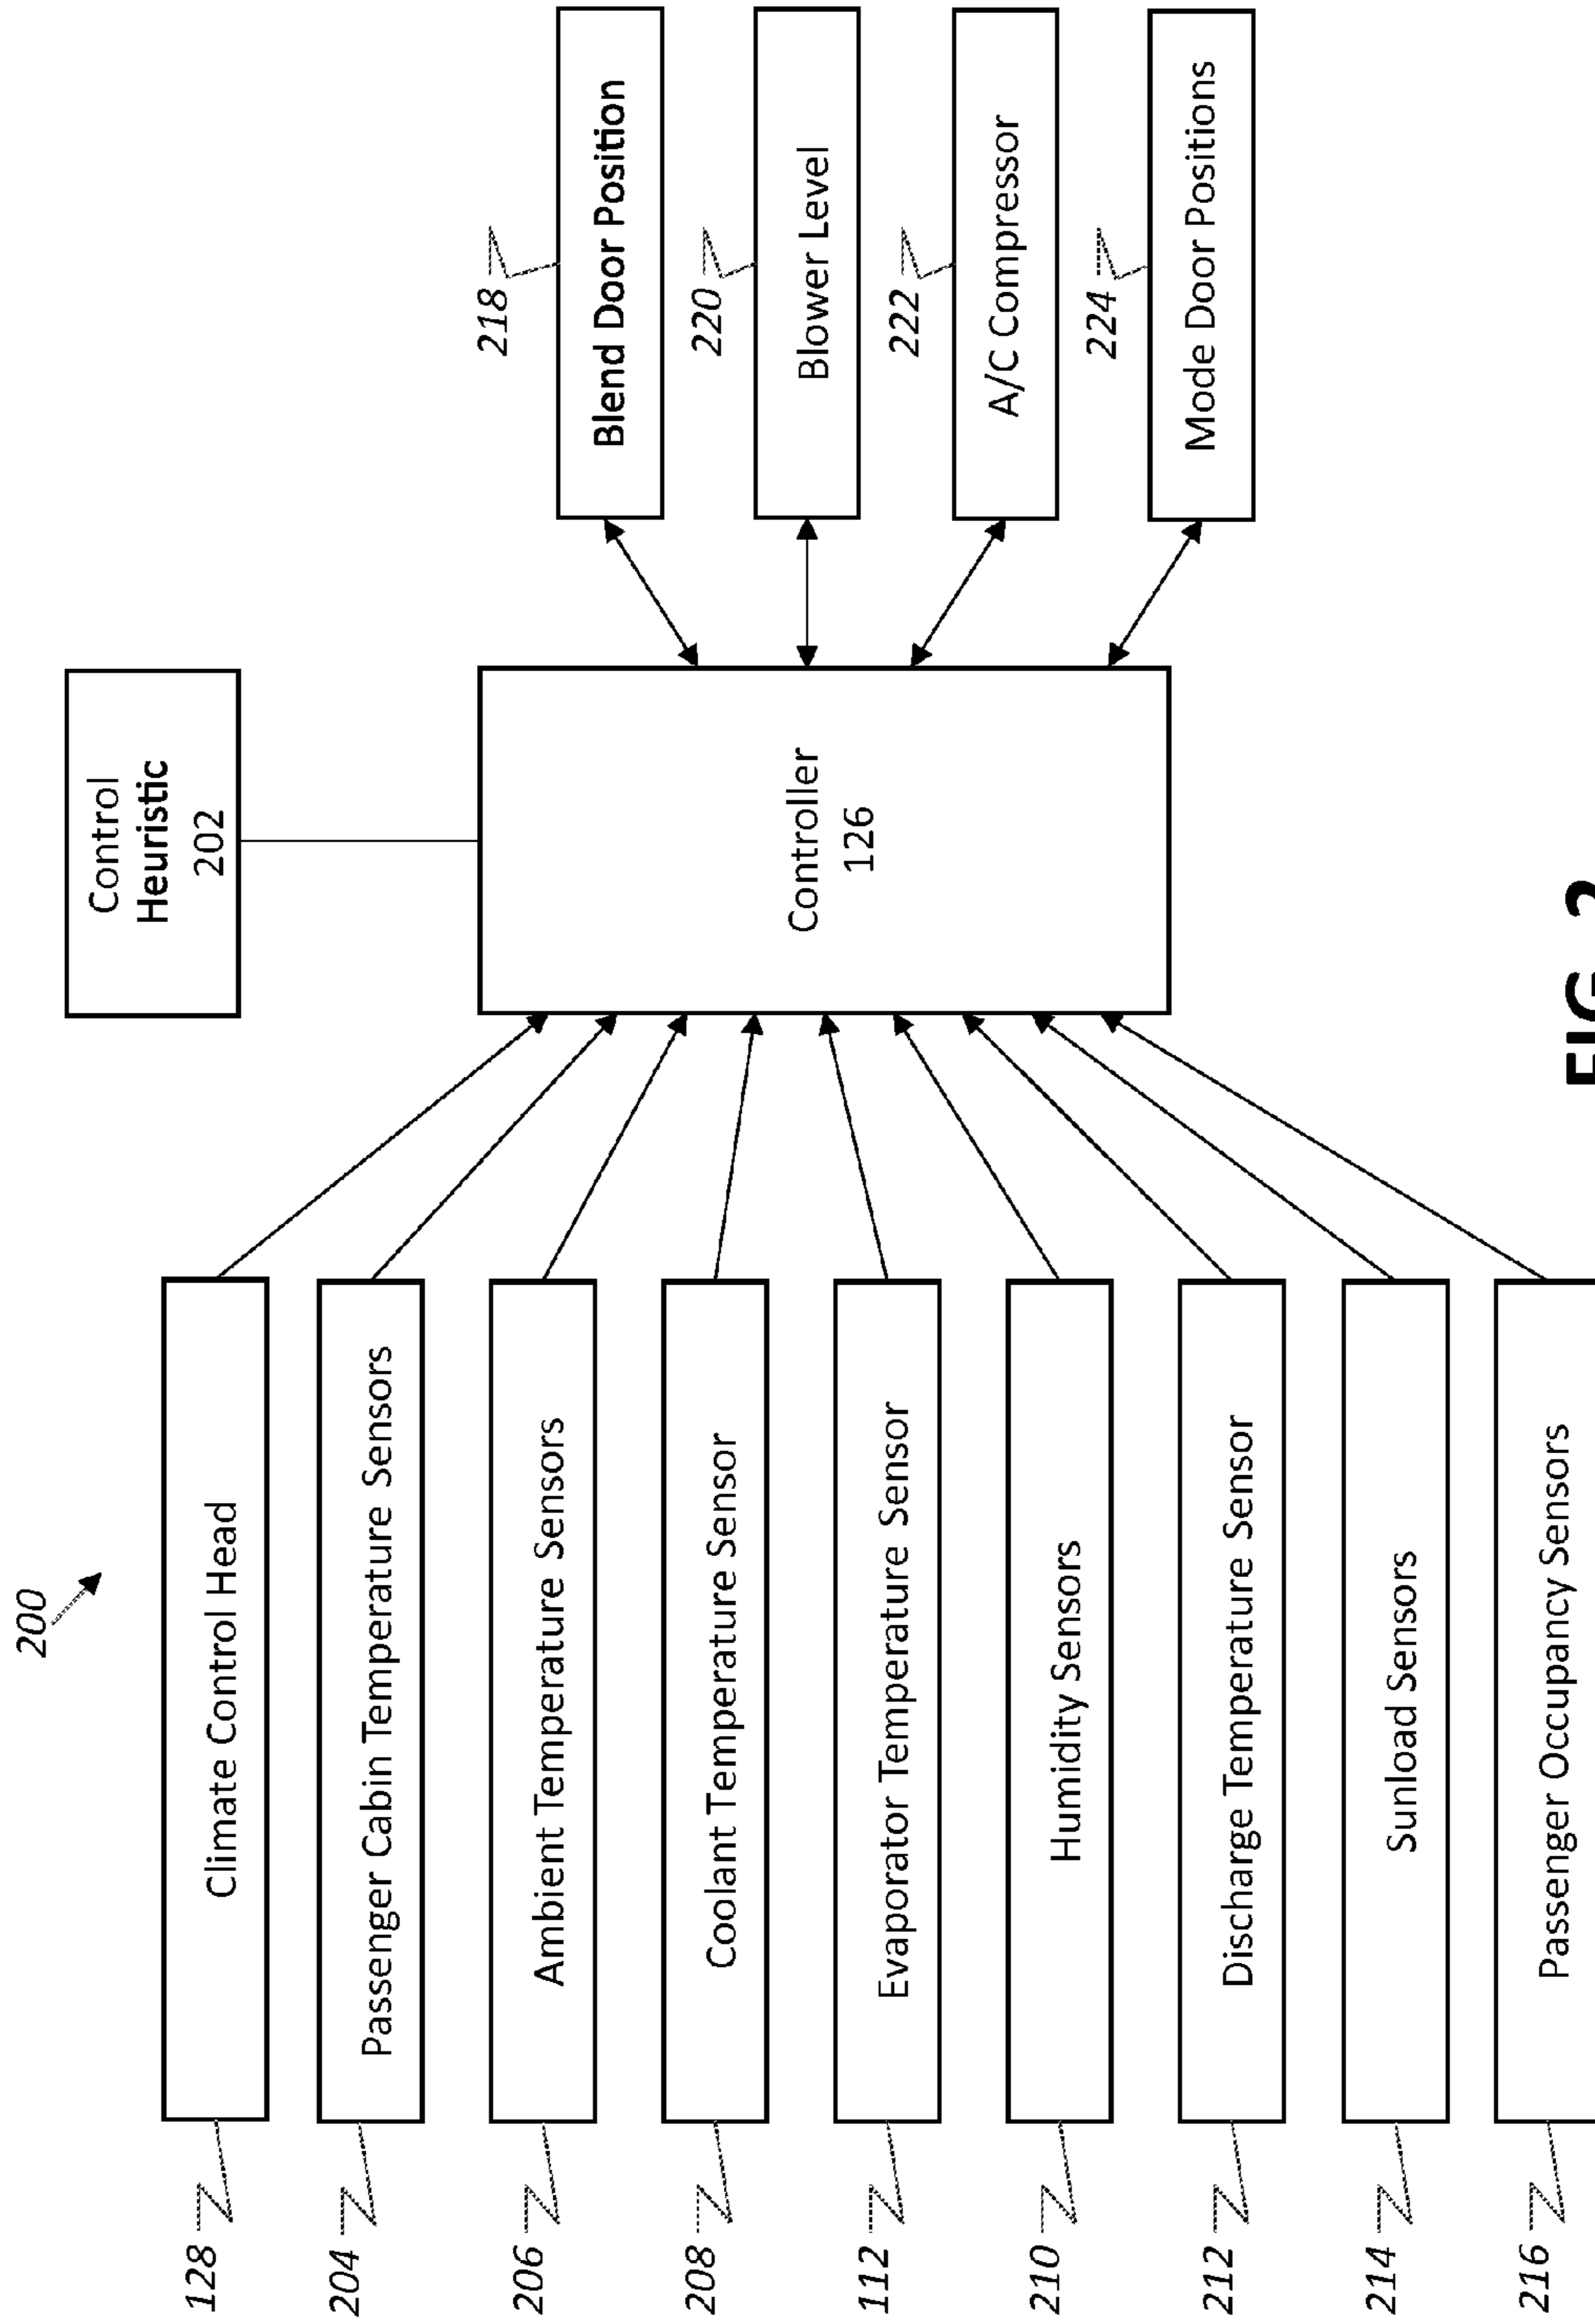 200
Control
Heuristic
202
128
Climate Control Head
204
Passenger Cabin Temperature Sensors
206
Ambient Temperature Sensors
208
Coolant Temperature Sensor
112
Evaporator Temperature Sensor
210
Humidity Sensors
212
Discharge Temperature Sensor
214
Sunload Sensors
216
Passenger Occupancy Sensors
Controller
126
218
Blend Door Position
220
Blower Level
222
A/C Compressor
224
Mode Door Positions
FIG. 2